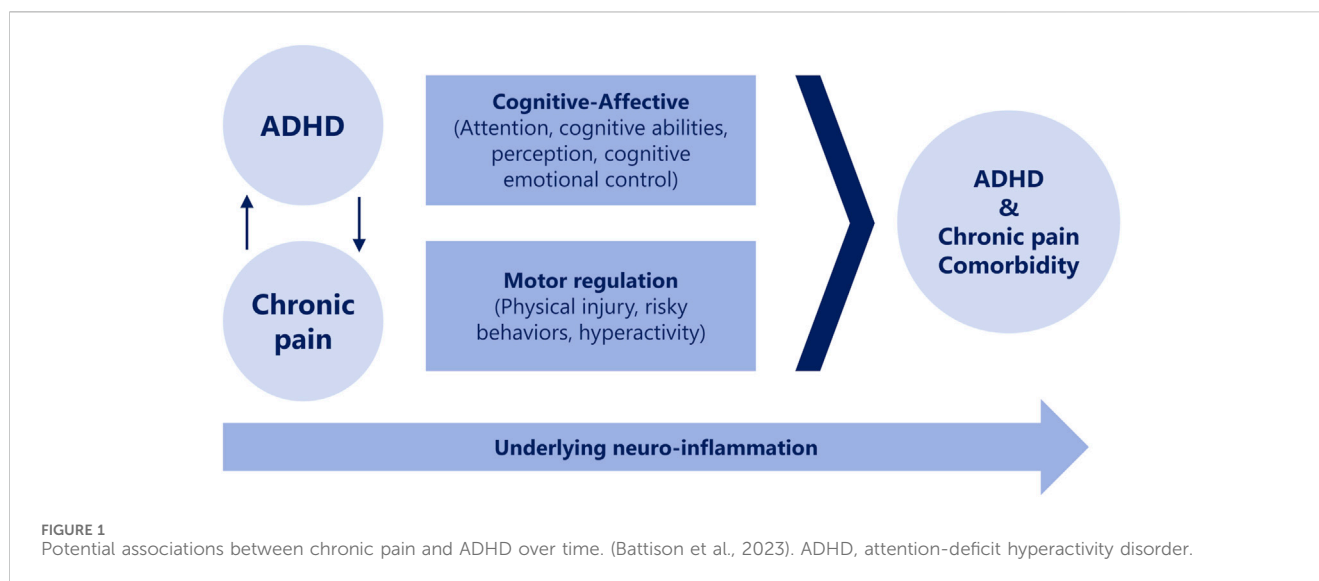 ADHD
Chronic
pain
Cognitive-Affective
(Attention, cognitive abilities,
perception, cognitive
emotional control)
Motor regulation
(Physical injury, risky
behaviors, hyperactivity)
ADHD
&
Chronic pain
Comorbidity
Underlying neuro-inflammation
FIGURE 1
Potential associations between chronic pain and ADHD over time. (Battison et al., 2023). ADHD, attention-deficit hyperactivity disorder.